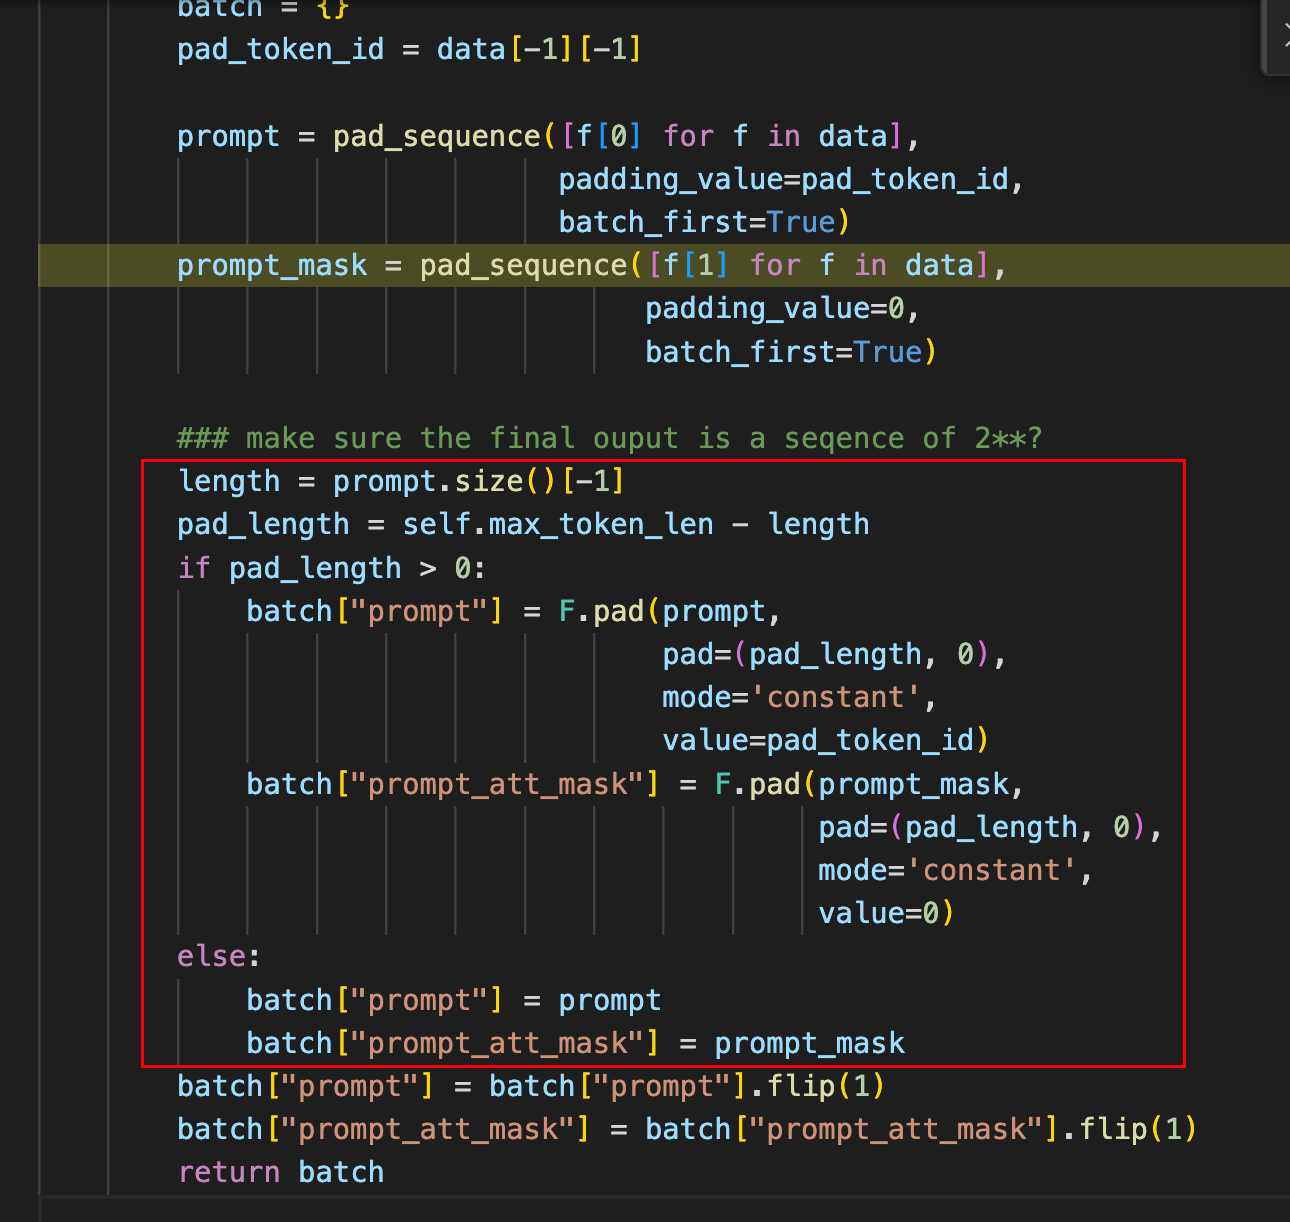 batch = {}
pad_token_id = data[-1][-1]
prompt = pad_sequence([f[0] for f in data],
padding_value=pad_token_id,
batch_first=True)
prompt_mask = pad_sequence([f[1] for f in data],
padding_value=0,
batch_first=True)
### make sure the final ouput is a seqence of 2**?
length = prompt.size()[-1]
pad_length = self.max_token_len - length
if pad_length > 0:
batch["prompt"] = F.pad(prompt,
pad=(pad_length, 0),
mode='constant',
value=pad_token_id)
batch["prompt_att_mask"] = F.pad(prompt_mask,
pad=(pad_length, 0),
mode='constant',
value=0)
else:
batch["prompt"] = prompt
batch["prompt_att_mask"] = prompt_mask
batch["prompt"] = batch["prompt"].flip(1)
batch["prompt_att_mask"] = batch["prompt_att_mask"].flip(1)
return batch